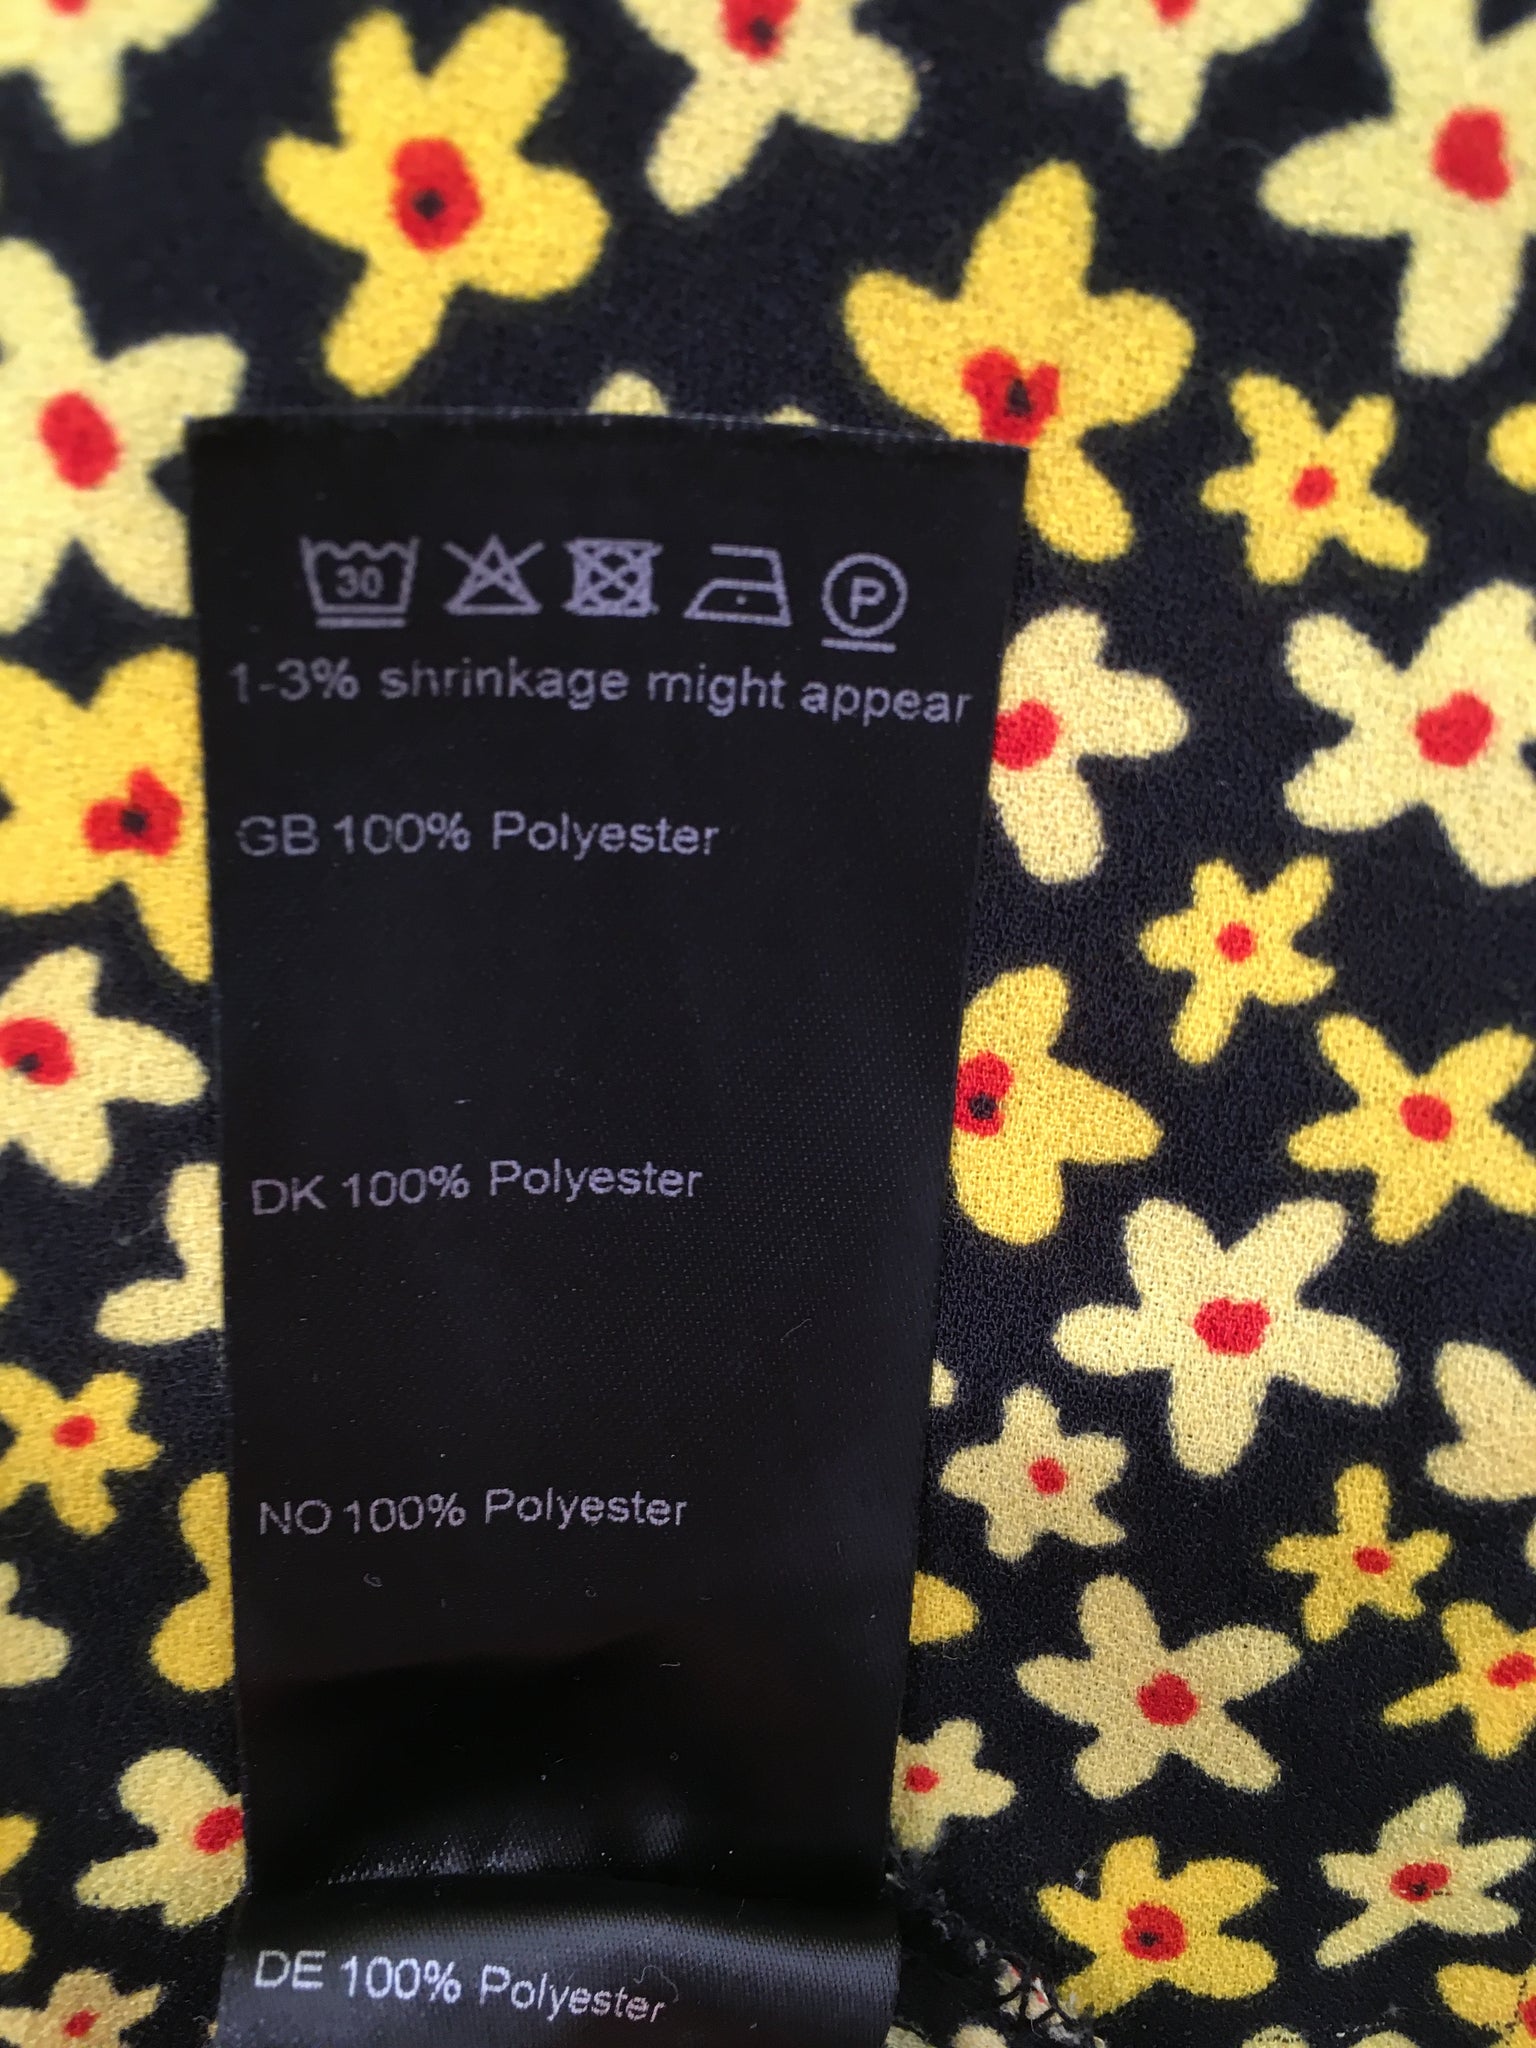 30
P
1-3% shrinkage might appear
GB 100% Polyester
DK 100% Polyester
NO 100% Polyester
DE 100% Polyester